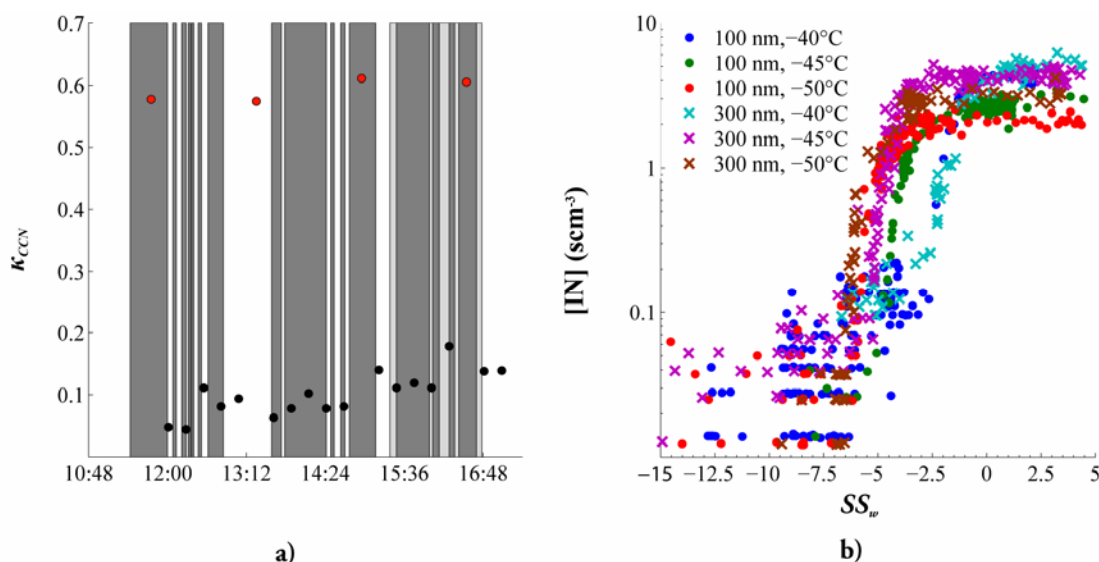 0.7
0.6
0.5
0.4
0.3
0.2
0.1
κCCN
10:48 12:00 13:12 14:24 15:36 16:48
a)
10
1
0.1
[IN] (scm⁻³)
100 nm, −40°C
100 nm, −45°C
100 nm, −50°C
300 nm, −40°C
300 nm, −45°C
300 nm, −50°C
−15 −12.5 −10 −7.5 −5 −2.5 0 2.5 5
SSw
b)